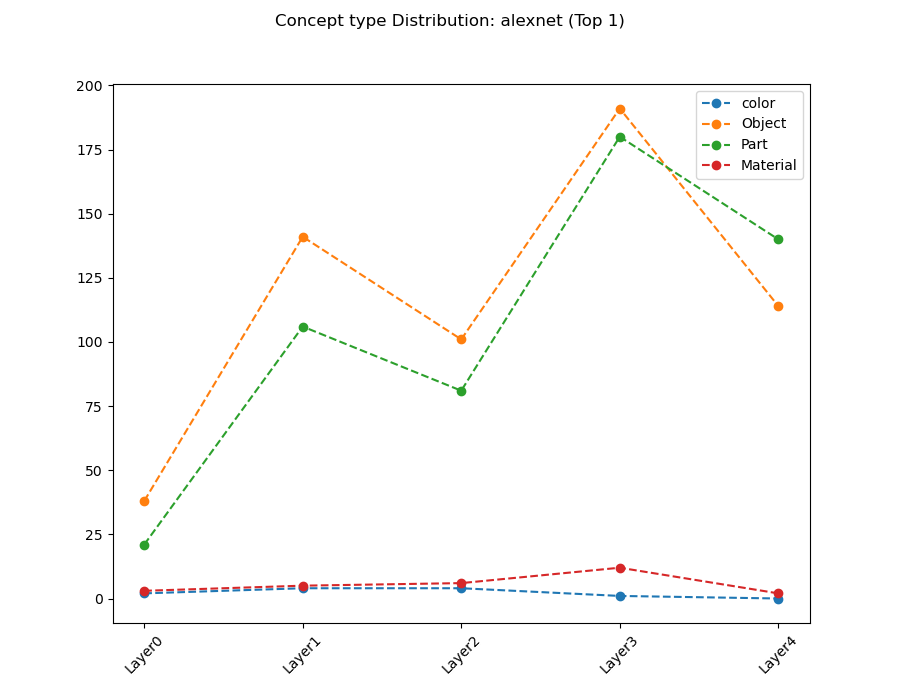 Concept type Distribution: alexnet (Top 1)
200
175
150
125
100
75
50
25
0
color
Object
Part
Material
Layer0
Layer1
Layer2
Layer3
Layer4